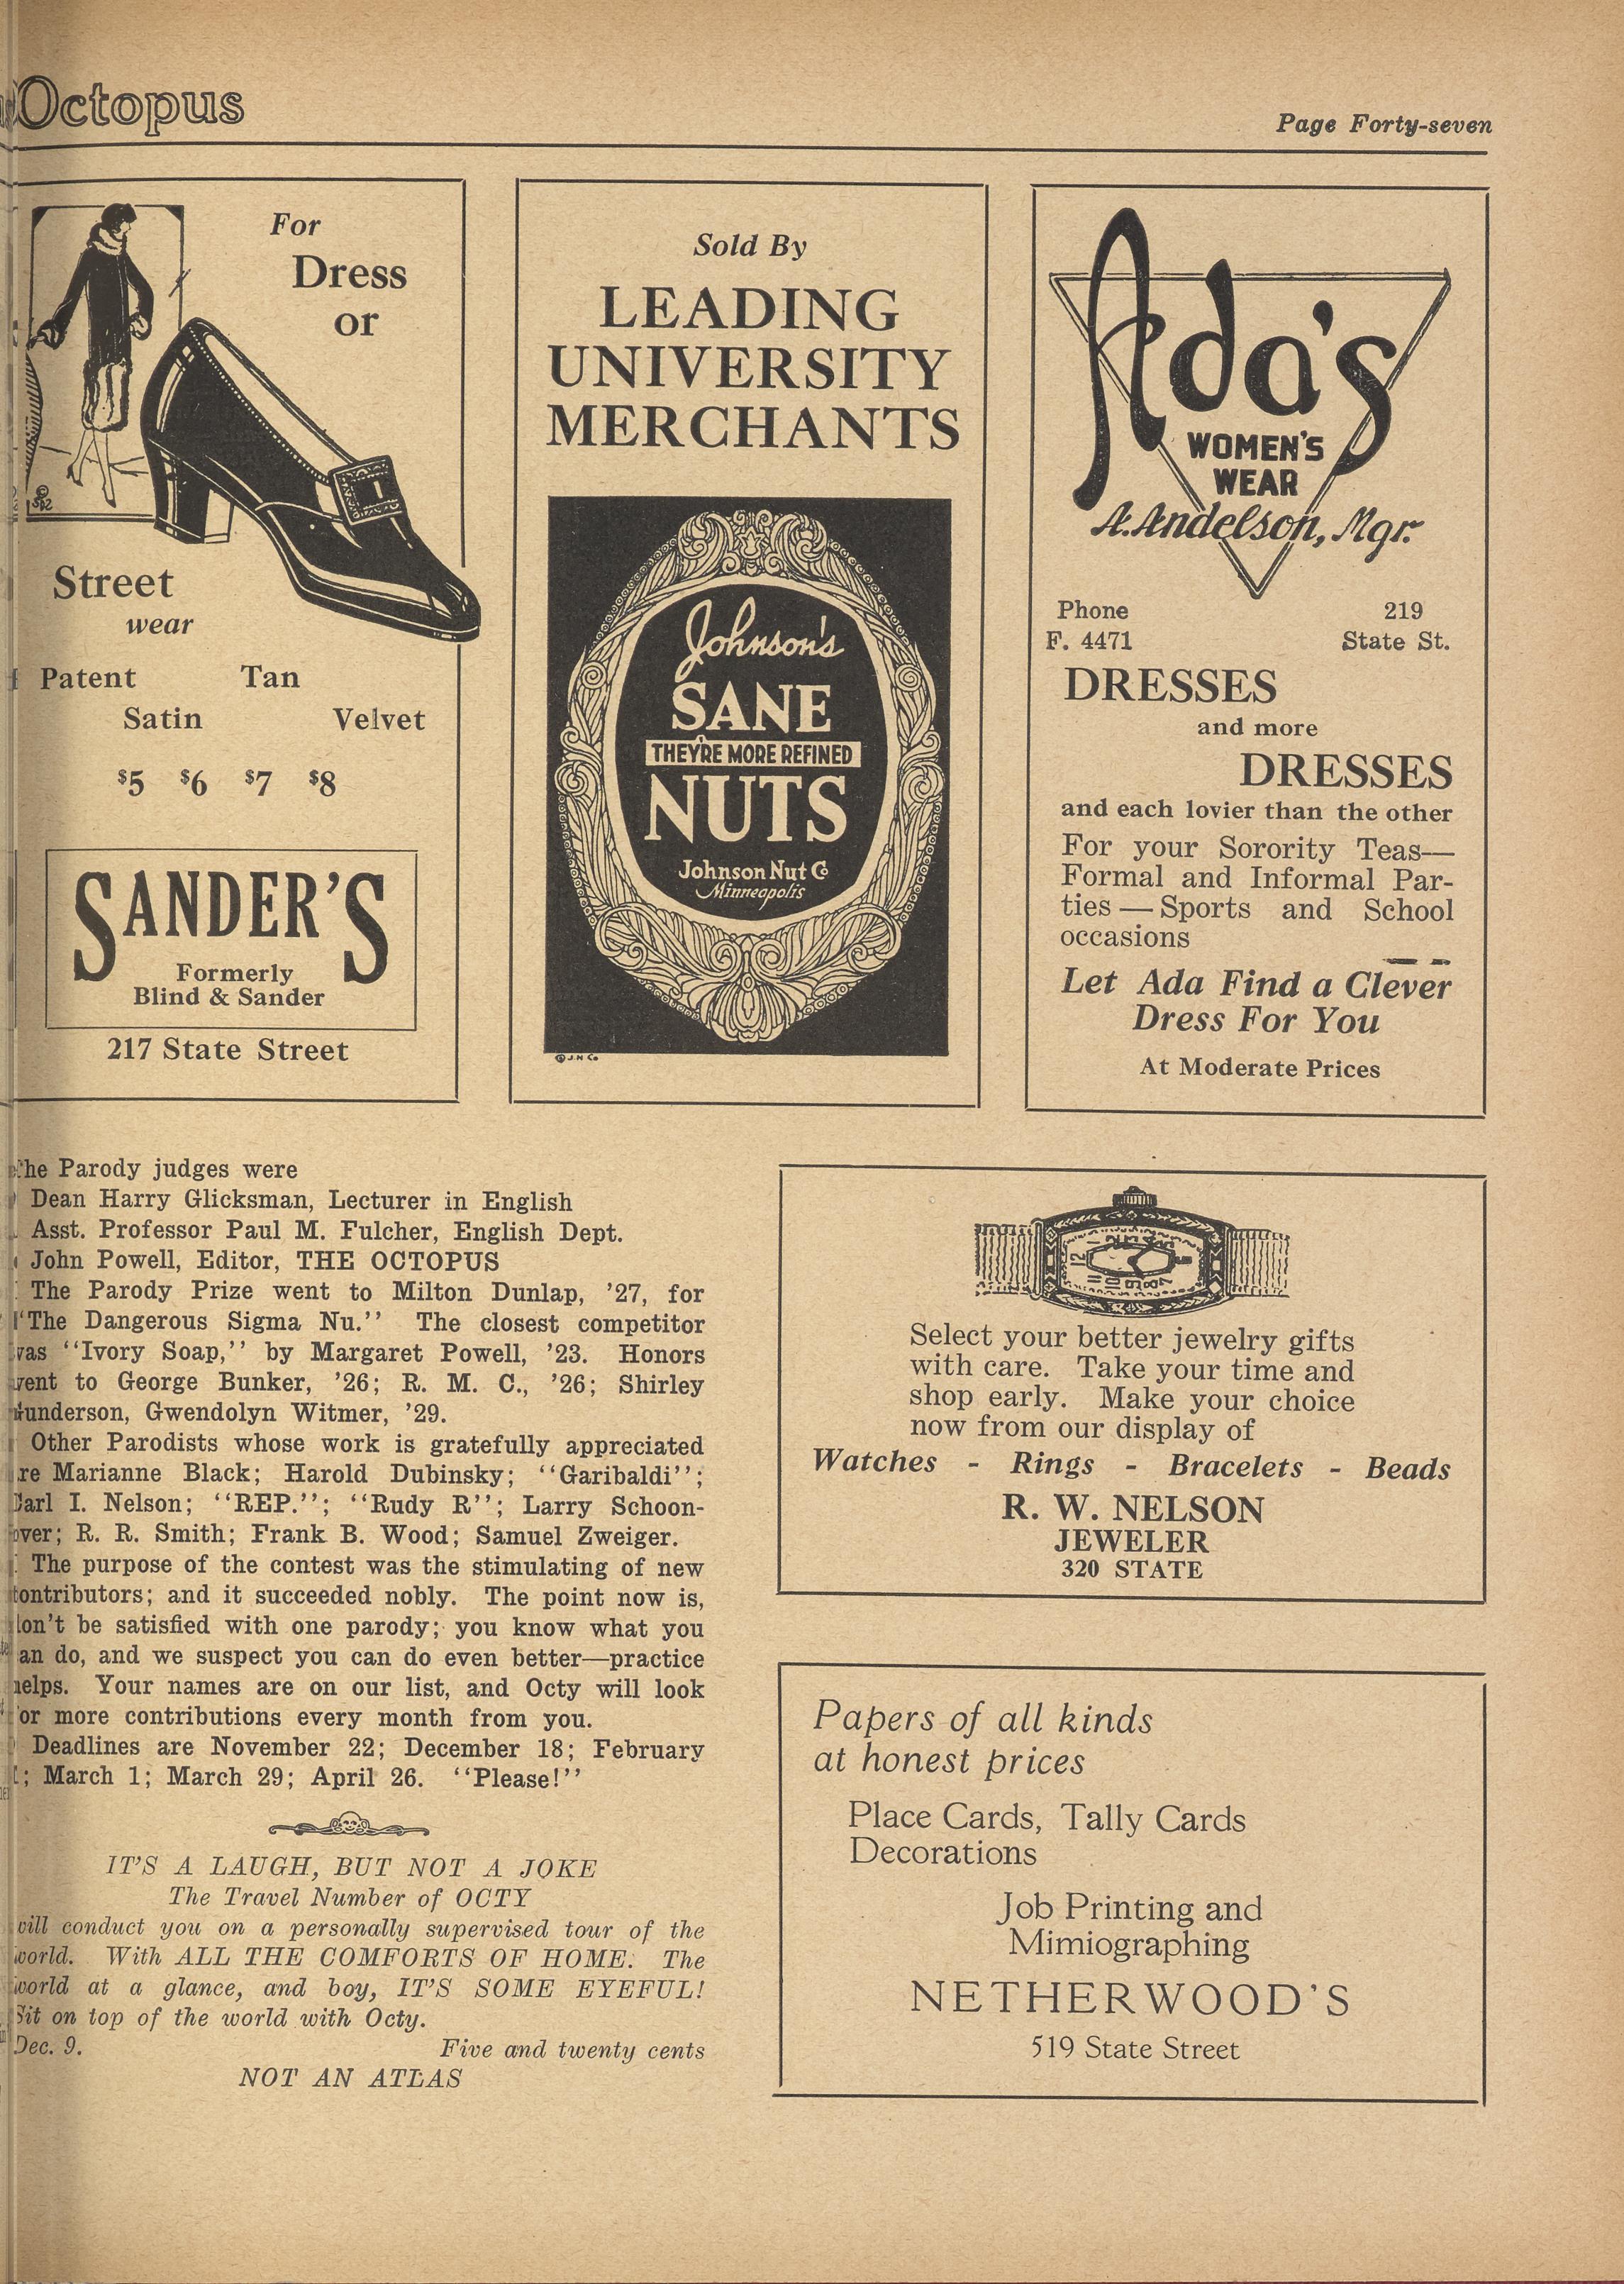 Octopus
Page Forty-seven
For
Dress
or
Street
wear
Patent Tan
Satin Velvet
$5 $6 $7 $8
SANDER'S
Formerly
Blind & Sander
217 State Street
Sold By
LEADING
UNIVERSITY
MERCHANTS
Johnson's
SANE
THEY'RE MORE REFINED
NUTS
Johnson Nut Co
Minneapolis
© J.N Co
Ada's
WOMEN'S
WEAR
A. Andelson, Mgr.
Phone 219
F. 4471 State St.
DRESSES
and more
DRESSES
and each lovier than the other
For your Sorority Teas—
Formal and Informal Par-
ties — Sports and School
occasions
Let Ada Find a Clever
Dress For You
At Moderate Prices
he Parody judges were
Dean Harry Glicksman, Lecturer in English
Asst. Professor Paul M. Fulcher, English Dept.
John Powell, Editor, THE OCTOPUS
The Parody Prize went to Milton Dunlap, '27, for
"The Dangerous Sigma Nu." The closest competitor
was "Ivory Soap," by Margaret Powell, '23. Honors
went to George Bunker, '26; R. M. C., '26; Shirley
Gunderson, Gwendolyn Witmer, '29.
Other Parodists whose work is gratefully appreciated
re Marianne Black; Harold Dubinsky; "Garibaldi";
arl I. Nelson; "REP."; "Rudy R"; Larry Schoon-
over; R. R. Smith; Frank B. Wood; Samuel Zweiger.
The purpose of the contest was the stimulating of new
contributors; and it succeeded nobly. The point now is,
don't be satisfied with one parody; you know what you
an do, and we suspect you can do even better—practice
helps. Your names are on our list, and Octy will look
for more contributions every month from you.
Deadlines are November 22; December 18; February
; March 1; March 29; April 26. "Please!"
IT'S A LAUGH, BUT NOT A JOKE
The Travel Number of OCTY
will conduct you on a personally supervised tour of the
world. With ALL THE COMFORTS OF HOME. The
world at a glance, and boy, IT'S SOME EYEFUL!
Sit on top of the world with Octy.
Dec. 9. Five and twenty cents
NOT AN ATLAS
Select your better jewelry gifts
with care. Take your time and
shop early. Make your choice
now from our display of
Watches - Rings - Bracelets - Beads
R. W. NELSON
JEWELER
320 STATE
Papers of all kinds
at honest prices
Place Cards, Tally Cards
Decorations
Job Printing and
Mimiographing
NETHERWOOD'S
519 State Street